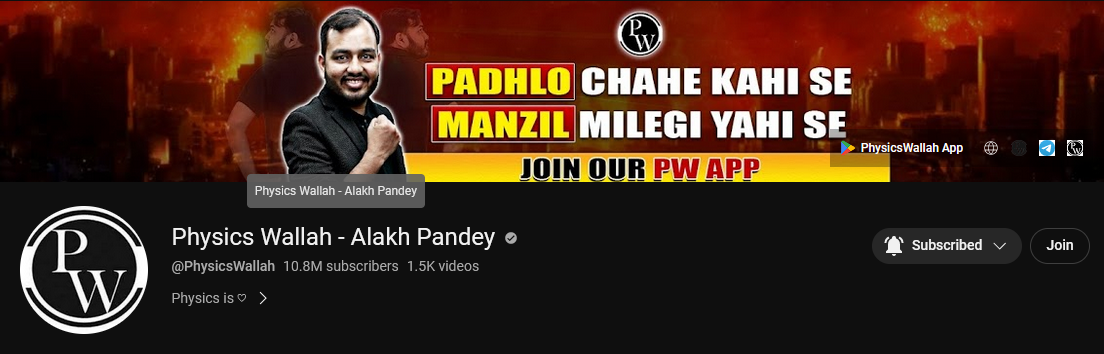 PW
PADHLO CHAHE KAHI SE
MANZIL MILEGI YAHI SE
JOIN OUR PW APP
PhysicsWallah App
Physics Wallah - Alakh Pandey
PW
Physics Wallah - Alakh Pandey
@PhysicsWallah 10.8M subscribers 1.5K videos
Physics is ♡
Subscribed
Join